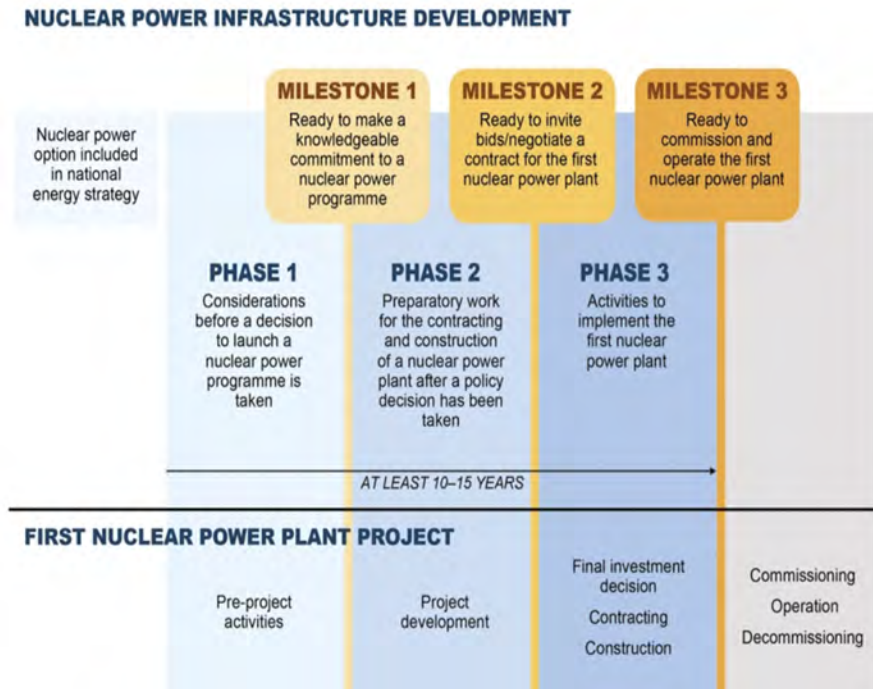 NUCLEAR POWER INFRASTRUCTURE DEVELOPMENT
Nuclear power
option included
in national
energy strategy
MILESTONE 1
Ready to make a
knowledgeable
commitment to a
nuclear power
programme
MILESTONE 2
Ready to invite
bids/negotiate a
contract for the first
nuclear power plant
MILESTONE 3
Ready to
commission and
operate the first
nuclear power plant
PHASE 1
Considerations
before a decision
to launch a
nuclear power
programme is
taken
PHASE 2
Preparatory work
for the contracting
and construction
of a nuclear power
plant after a policy
decision has been
taken
PHASE 3
Activities to
implement the
first nuclear
power plant
AT LEAST 10–15 YEARS
FIRST NUCLEAR POWER PLANT PROJECT
Pre-project
activities
Project
development
Final investment
decision
Contracting
Construction
Commissioning
Operation
Decommissioning